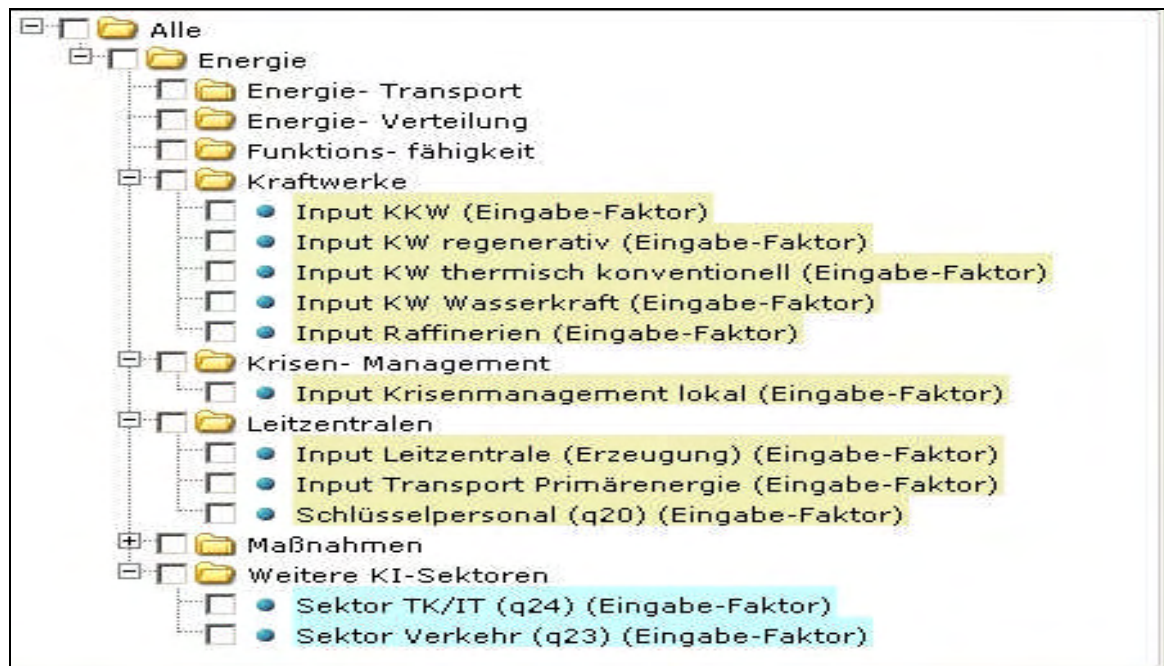 Alle
Energie
Energie- Transport
Energie- Verteilung
Funktions- fähigkeit
Kraftwerke
Input KKW (Eingabe-Faktor)
Input KW regenerativ (Eingabe-Faktor)
Input KW thermisch konventionell (Eingabe-Faktor)
Input KW Wasserkraft (Eingabe-Faktor)
Input Raffinerien (Eingabe-Faktor)
Krisen- Management
Input Krisenmanagement lokal (Eingabe-Faktor)
Leitzentralen
Input Leitzentrale (Erzeugung) (Eingabe-Faktor)
Input Transport Primärenergie (Eingabe-Faktor)
Schlüsselpersonal (q20) (Eingabe-Faktor)
Maßnahmen
Weitere KI-Sektoren
Sektor TK/IT (q24) (Eingabe-Faktor)
Sektor Verkehr (q23) (Eingabe-Faktor)